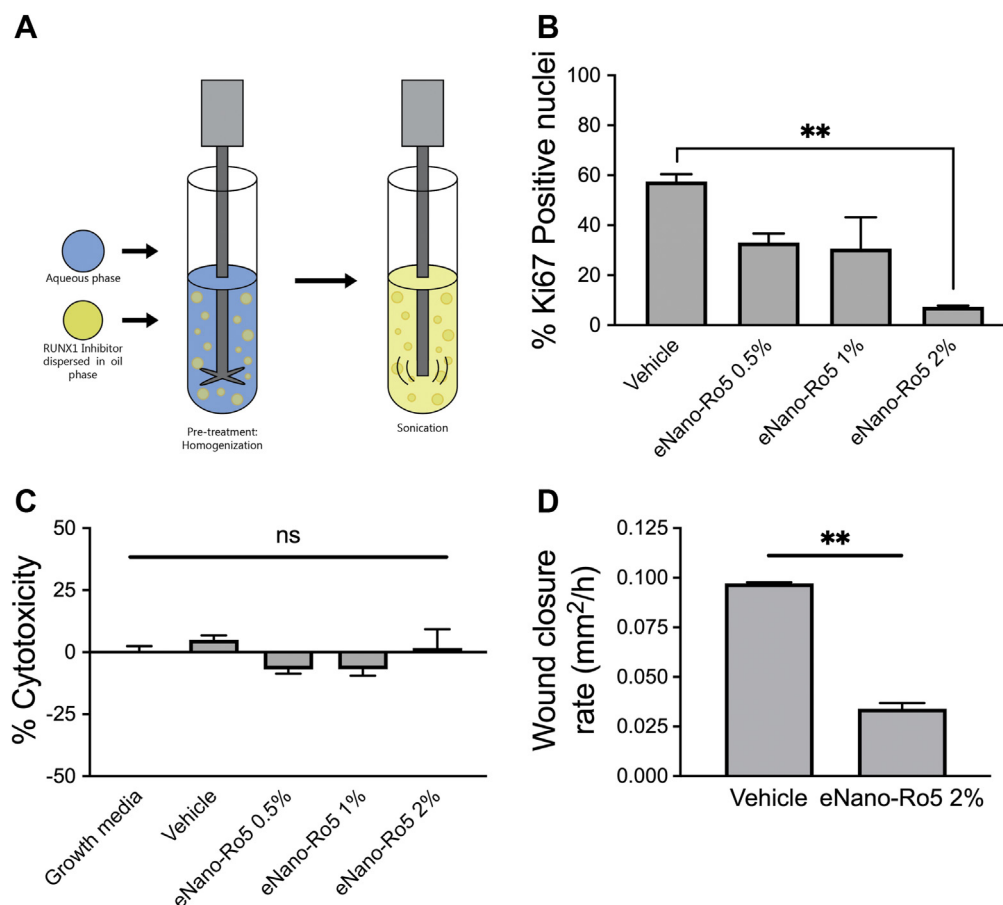 A
Aqueous phase
RUNX1 Inhibitor
dispersed in oil
phase
Pre-treatment:
Homogenization
Sonication
B
% Ki67 Positive nuclei
100
80
60
40
20
0
**
Vehicle
eNano-Ro5 0.5%
eNano-Ro5 1%
eNano-Ro5 2%
C
% Cytotoxicity
50
25
0
-25
-50
ns
Growth media
Vehicle
eNano-Ro5 0.5%
eNano-Ro5 1%
eNano-Ro5 2%
D
Wound closure
rate (mm²/h)
0.125
0.100
0.075
0.050
0.025
0.000
**
Vehicle
eNano-Ro5 2%